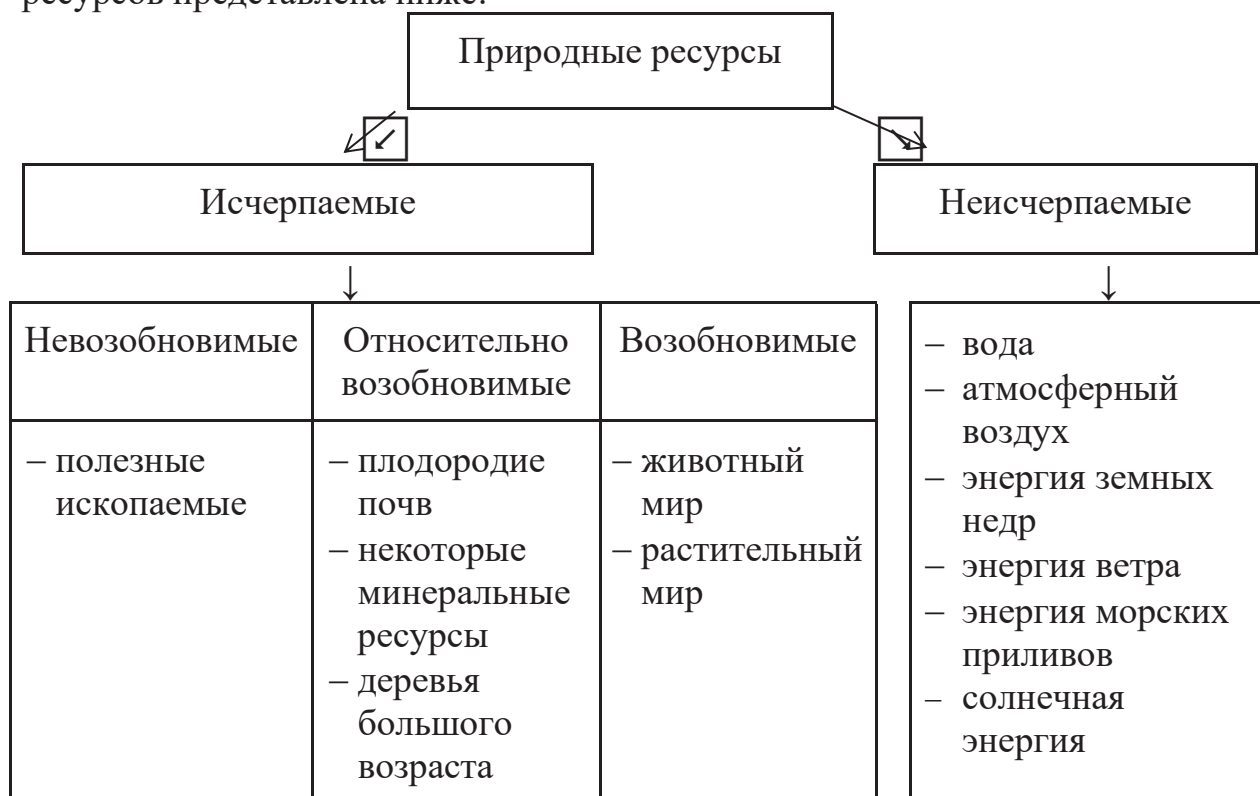 ресурсов представлена ниже.
Природные ресурсы
Исчерпаемые
Неисчерпаемые
Невозобновимые
Относительно
возобновимые
Возобновимые
– полезные
ископаемые
– плодородие
почв
– некоторые
минеральные
ресурсы
– деревья
большого
возраста
– животный
мир
– растительный
мир
– вода
– атмосферный
воздух
– энергия земных
недр
– энергия ветра
– энергия морских
приливов
– солнечная
энергия